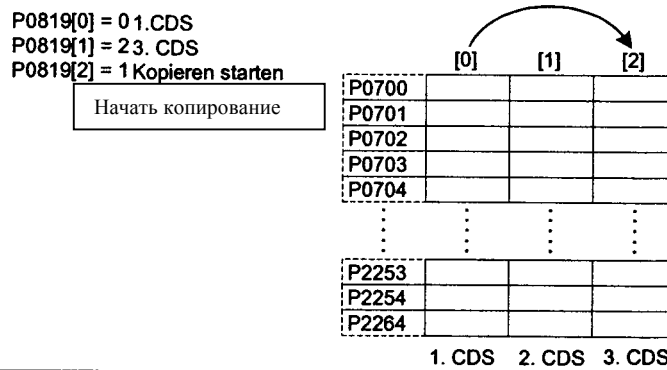 P0819[0] = 0 1.CDS
P0819[1] = 2 3. CDS
P0819[2] = 1 Kopieren starten
Начать копирование
[0] [1] [2]
P0700
P0701
P0702
P0703
P0704
P2253
P2254
P2264
1. CDS 2. CDS 3. CDS